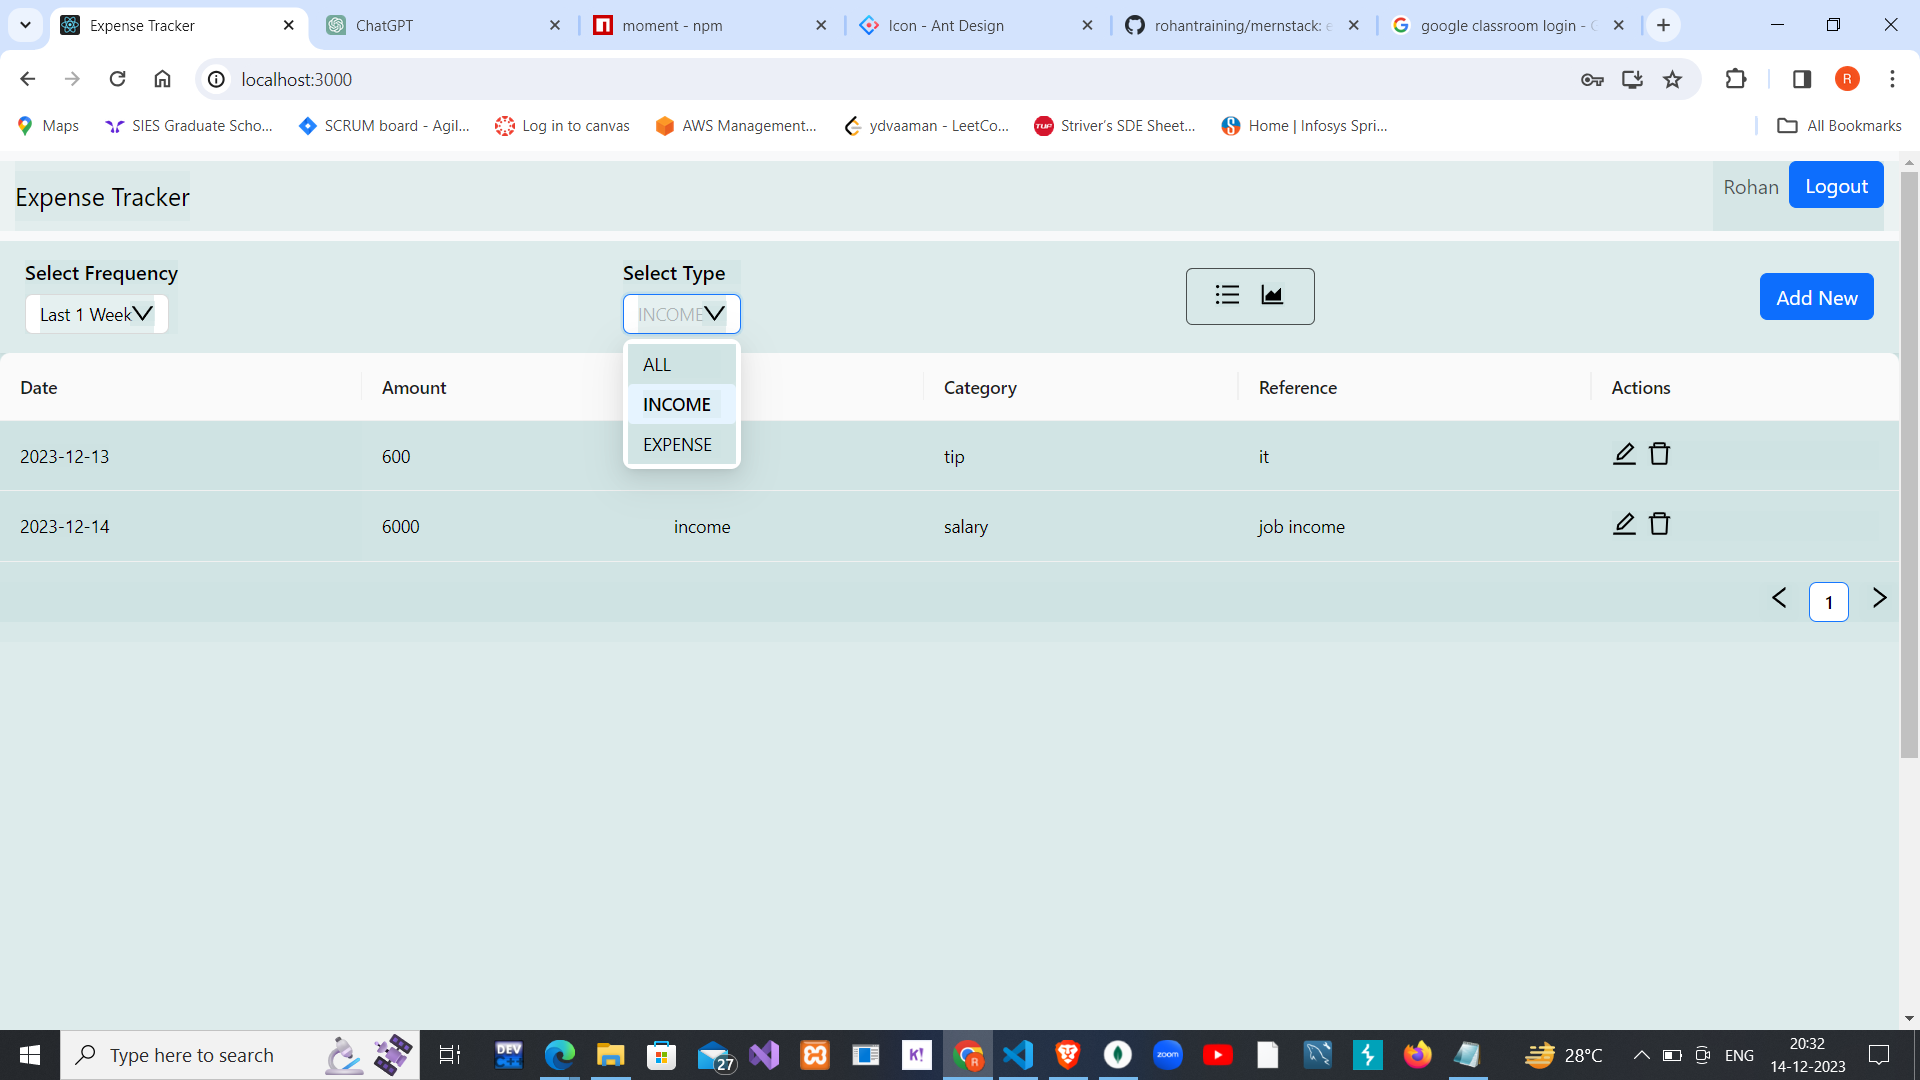 Expense Tracker
ChatGPT
moment - npm
Icon - Ant Design
rohantraining/mernstack: e
google classroom login - G
localhost:3000
R
Maps
SIES Graduate Scho...
SCRUM board - Agil...
Log in to canvas
AWS Management...
ydvaaman - LeetCo...
Striver's SDE Sheet...
Home | Infosys Spri...
All Bookmarks
Expense Tracker
Rohan
Logout
Select Frequency
Select Type
Last 1 Week
INCOME
Add New
ALL
INCOME
EXPENSE
Date
Amount
Category
Reference
Actions
2023-12-13
600
tip
it
2023-12-14
6000
income
salary
job income
1
Type here to search
DEV
27
K!
R
zoom
28°C
ENG
20:32
14-12-2023